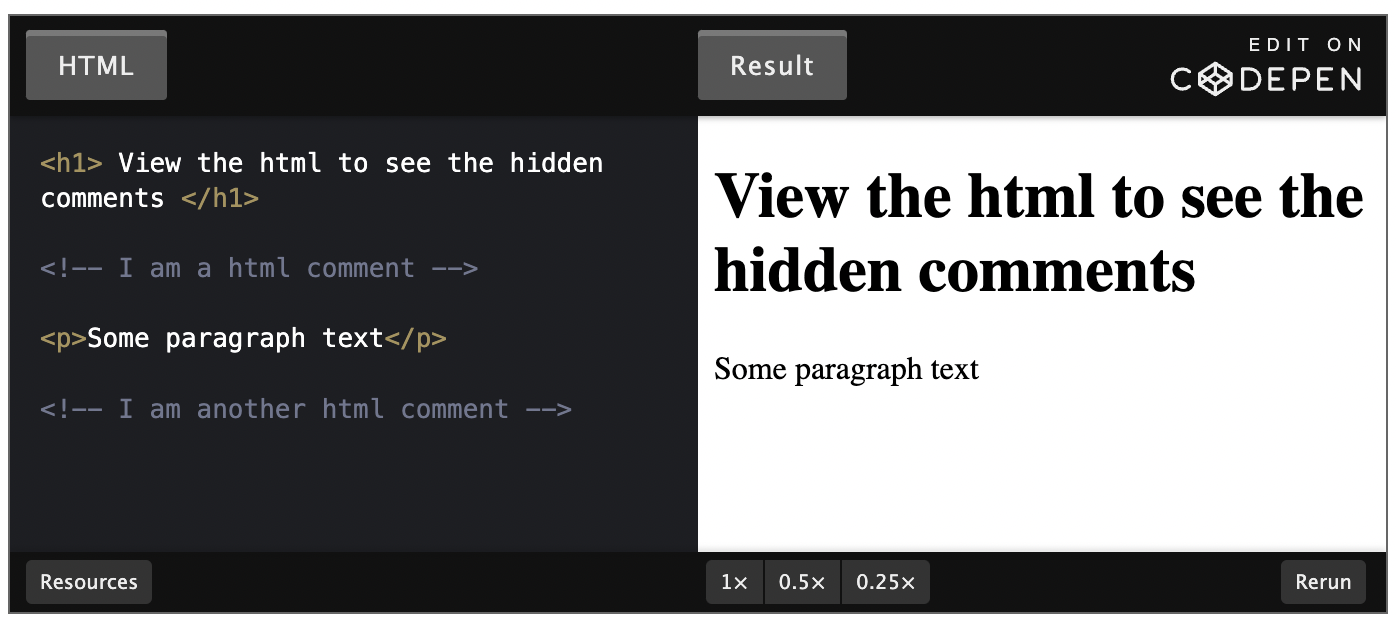 HTML
Result
EDIT ON
CODEPEN
<h1> View the html to see the hidden
comments </h1>
<!-- I am a html comment -->
<p>Some paragraph text</p>
<!-- I am another html comment -->
View the html to see the
hidden comments
Some paragraph text
Resources
1× 0.5× 0.25×
Rerun